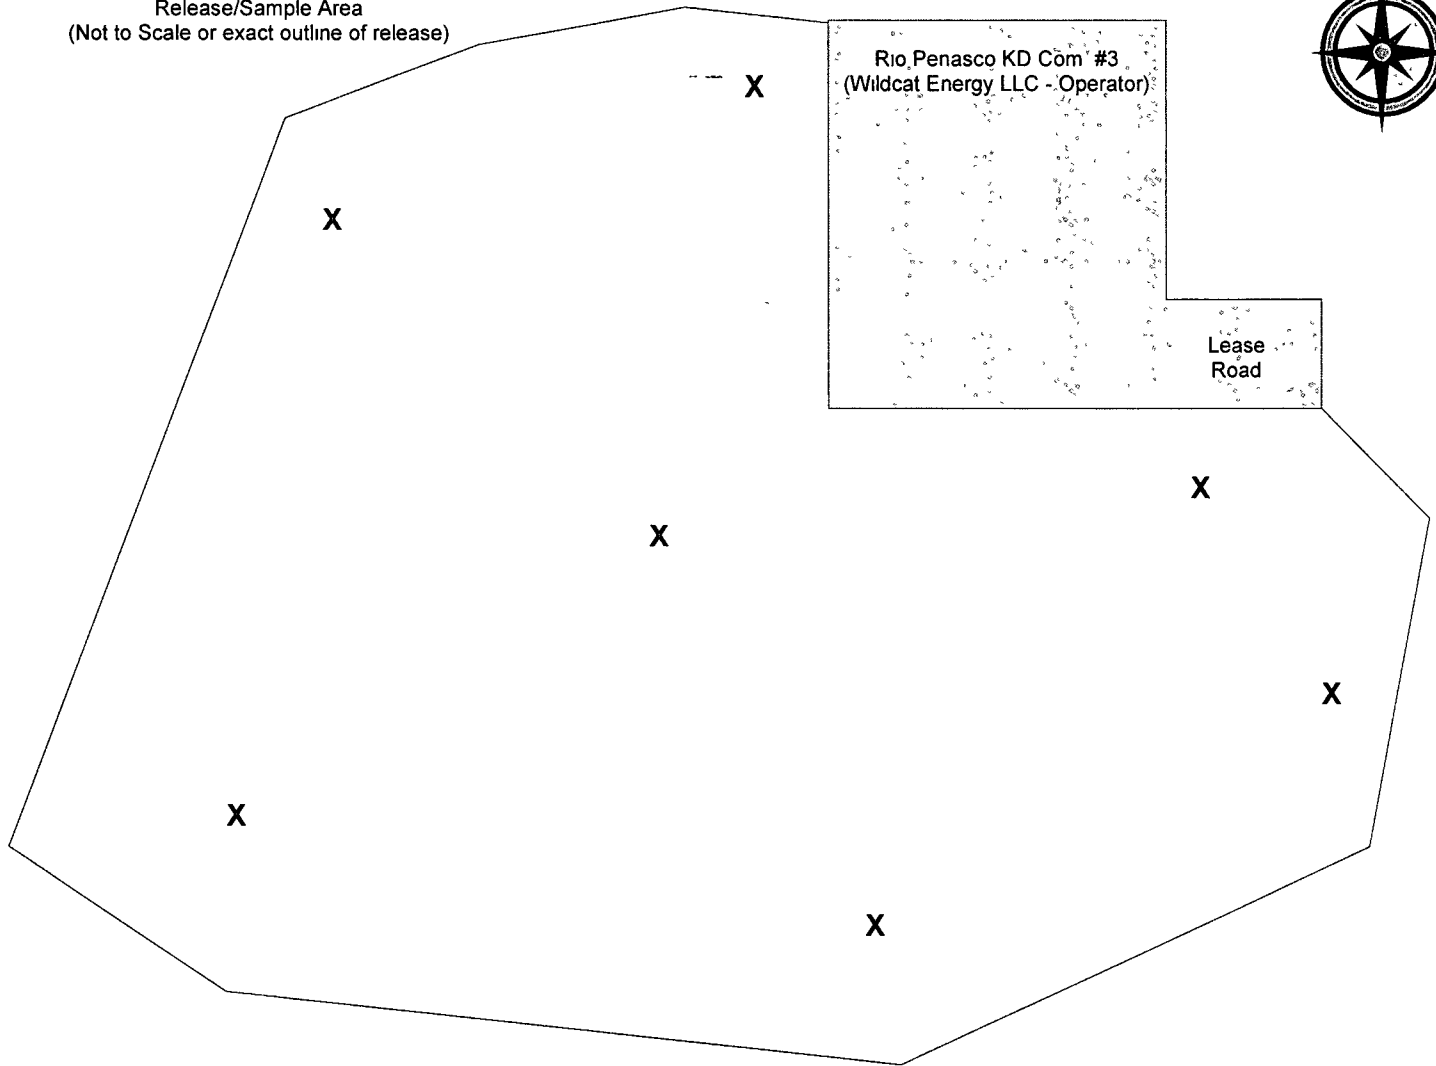 Release/Sample Area
(Not to Scale or exact outline of release)
Rio Penasco KD Com #3
(Wildcat Energy LLC - Operator)
X
X
Lease
Road
X
X
X
X
X